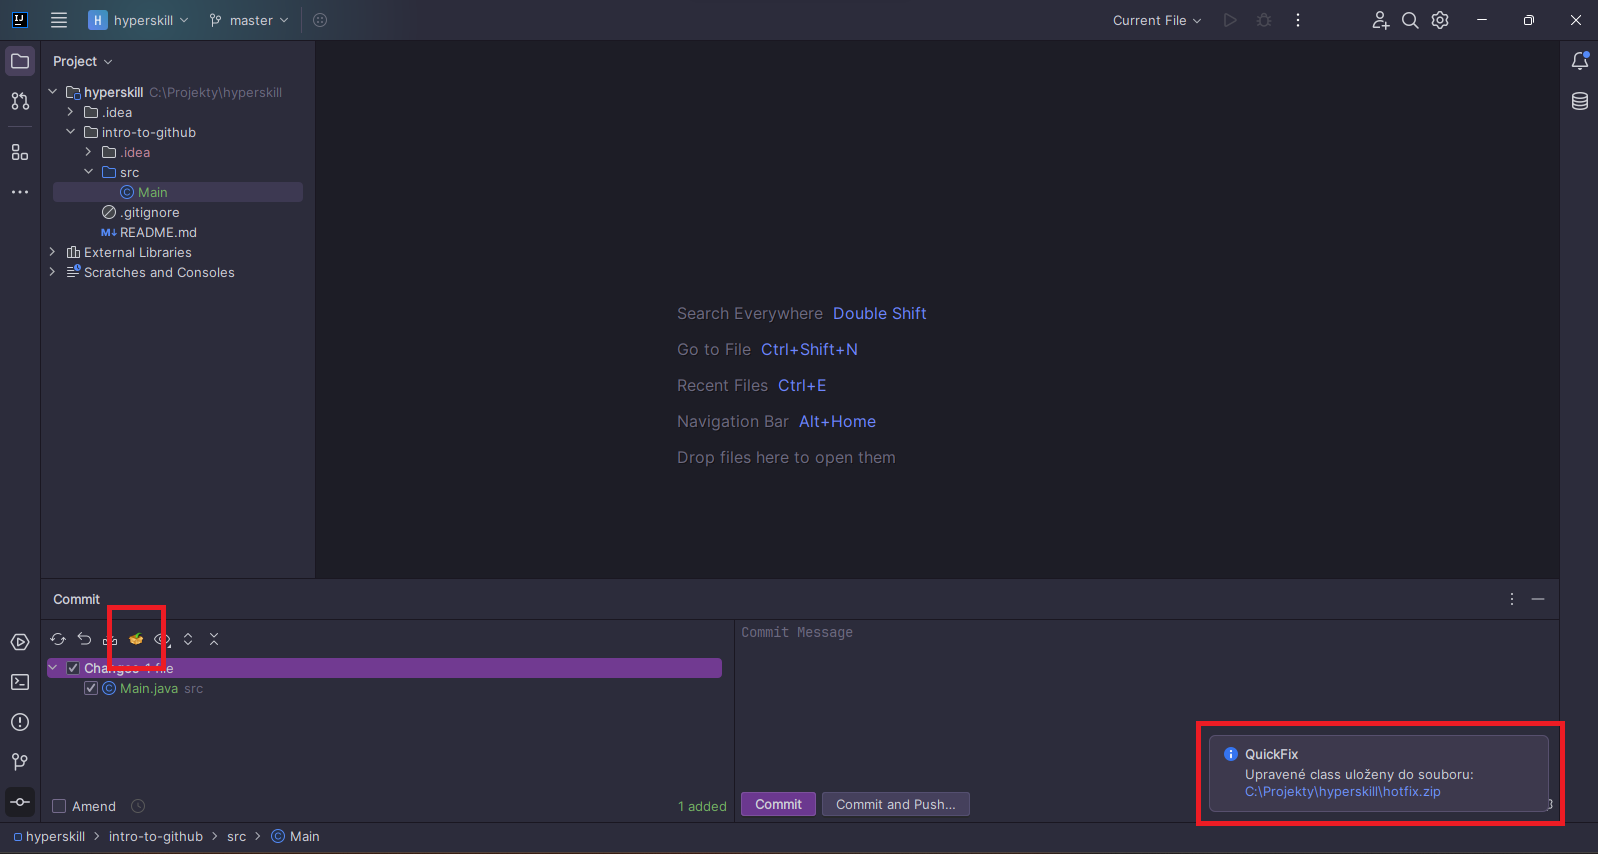 IJ
H hyperskill master Current File
Project
hyperskill C:\Projekty\hyperskill
.idea
intro-to-github
.idea
src
Main
.gitignore
M↓ README.md
External Libraries
Scratches and Consoles
Search Everywhere Double Shift
Go to File Ctrl+Shift+N
Recent Files Ctrl+E
Navigation Bar Alt+Home
Drop files here to open them
Commit
Changes 1 file
C Main.java src
Amend
1 added
Commit Message
Commit
Commit and Push...
QuickFix
Upravené class uloženy do souboru:
C:\Projekty\hyperskill\hotfix.zip
hyperskill > intro-to-github > src > C Main